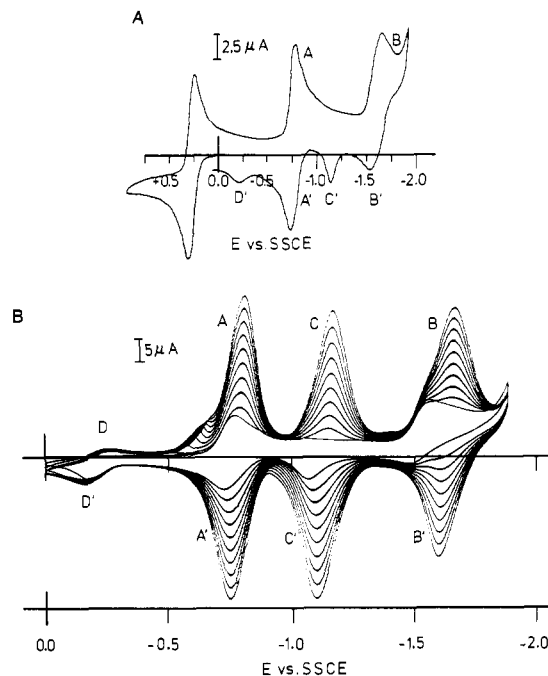 A
2.5 μA
A
B
+0.5 0.0 -0.5 -1.0 -1.5 -2.0
D' A' C' B'
E vs. SSCE
B
5 μA
A C B
D
D'
A' C' B'
0.0 -0.5 -1.0 -1.5 -2.0
E vs. SSCE